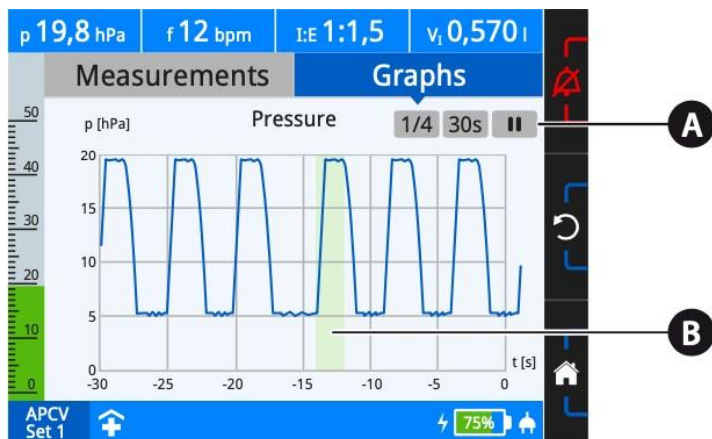 p 19,8 hPa f 12 bpm I:E 1:1,5 VI 0,570 l
Measurements Graphs
p [hPa] Pressure 1/4 30s
A
50
40
30
20
10
0
20
15
10
5
0
t [s]
-30 -25 -20 -15 -10 -5 0
B
APCV
Set 1
75%